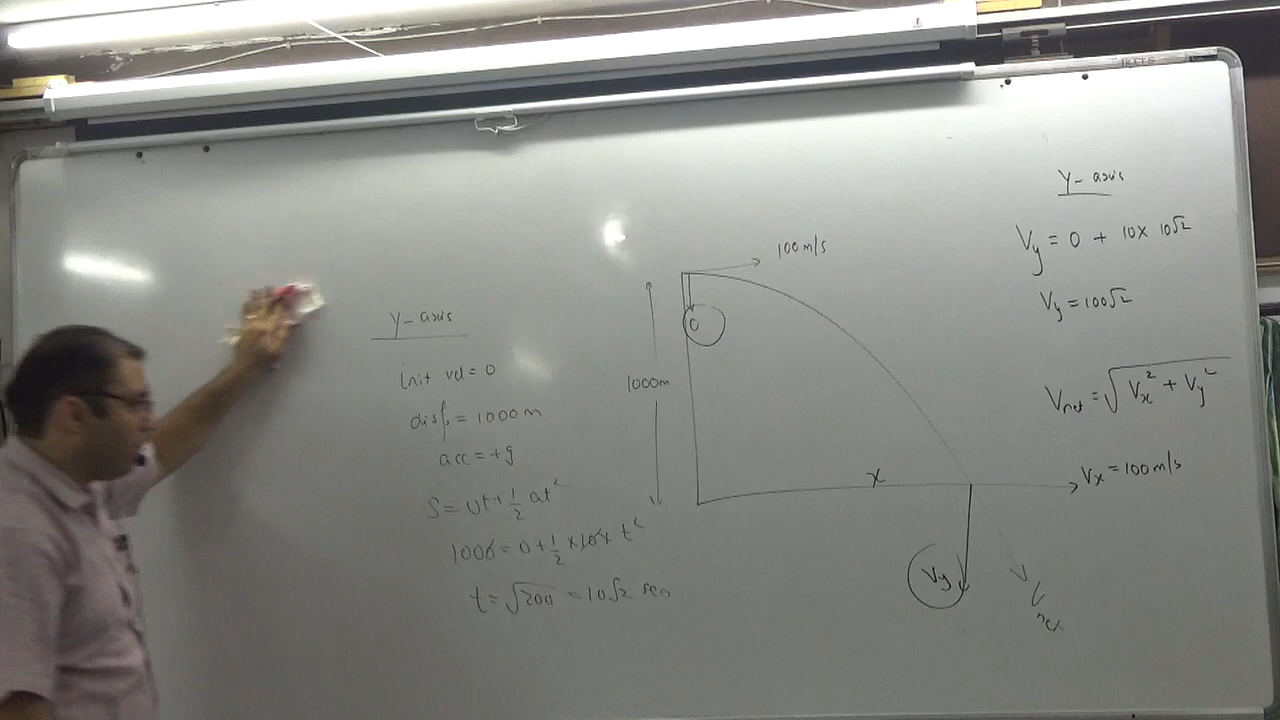 Y-axis
init vel = 0
disp = 1000 m
acc = +g
S = ut + 1/2 at²
1000 = 0 + 1/2 × 10 × t²
t = √200 = 10√2 sec
100 m/s
0
1000m
x
Vx = 100 m/s
Vy
Y-axis
Vy = 0 + 10 × 10√2
Vy = 100√2
Vnet = √Vx² + Vy²